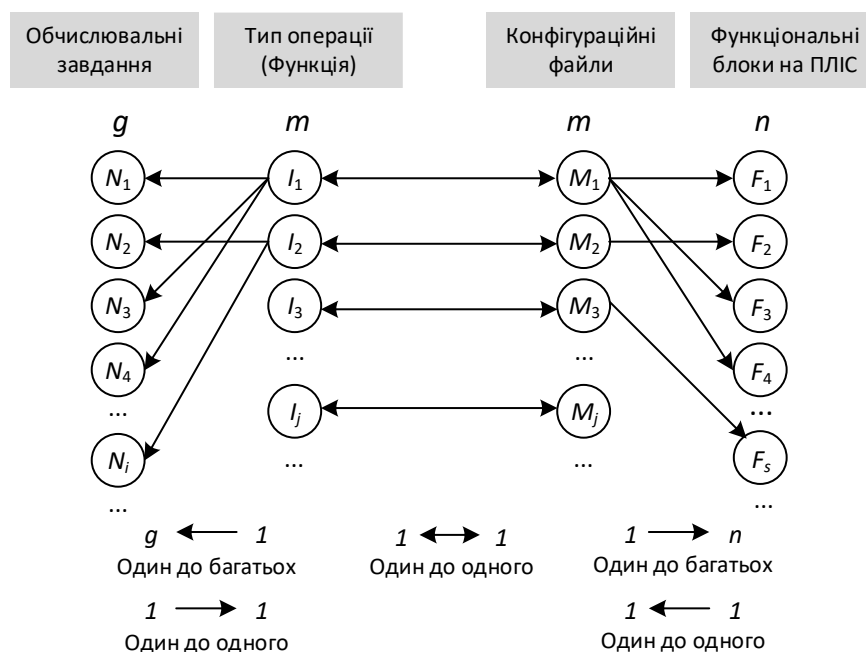 Обчислювальні завдання
Тип операції (Функція)
Конфігураційні файли
Функціональні блоки на ПЛІС
g m m n
N1 I1 M1 F1
N2 I2 M2 F2
N3 I3 M3 F3
... ...
N4 F4
... ...
Ij Mj
Ni Fs
... ...
... ...
g 1 1 1 1 n
Один до багатьох Один до одного Один до багатьох
1 1 1 1
Один до одного Один до одного